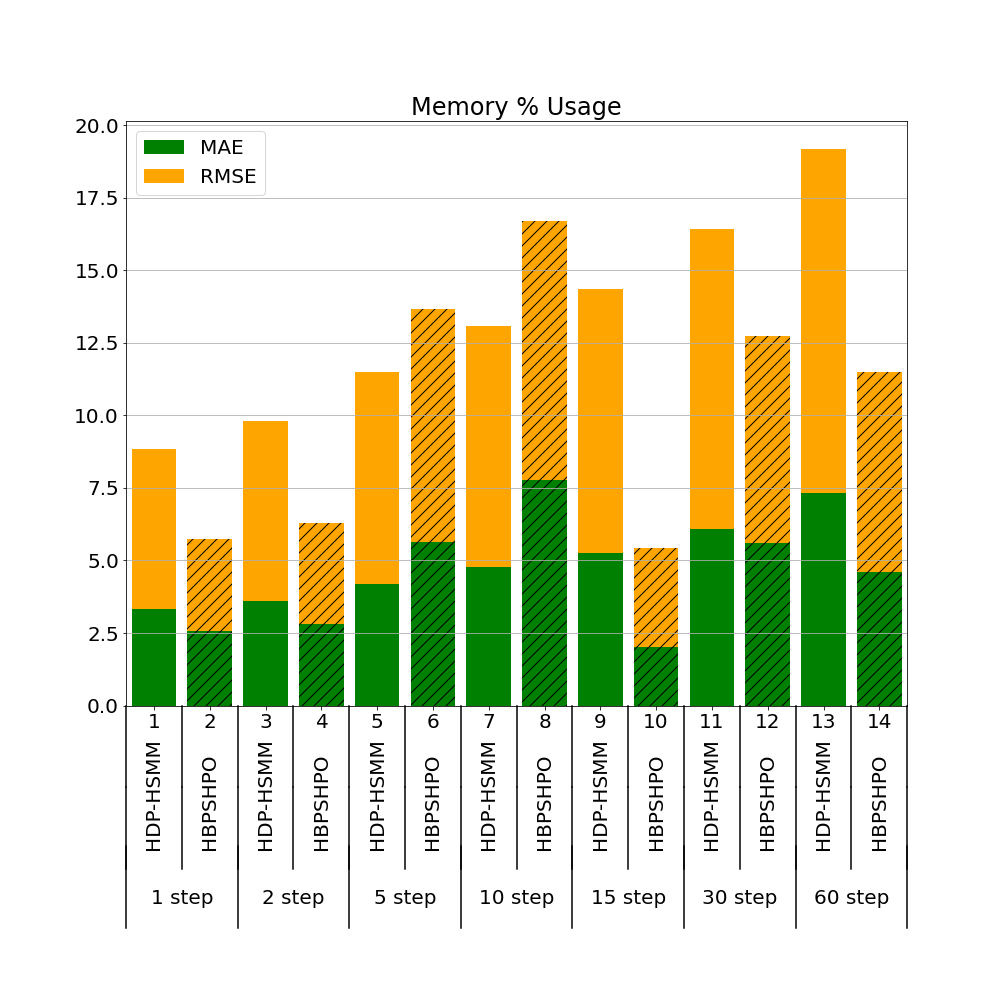 Memory % Usage
MAE
RMSE
20.0
17.5
15.0
12.5
10.0
7.5
5.0
2.5
0.0
1 2 3 4 5 6 7 8 9 10 11 12 13 14
HDP-HSMM HBPSHPO HDP-HSMM HBPSHPO HDP-HSMM HBPSHPO HDP-HSMM HBPSHPO HDP-HSMM HBPSHPO HDP-HSMM HBPSHPO HDP-HSMM HBPSHPO
1 step 2 step 5 step 10 step 15 step 30 step 60 step